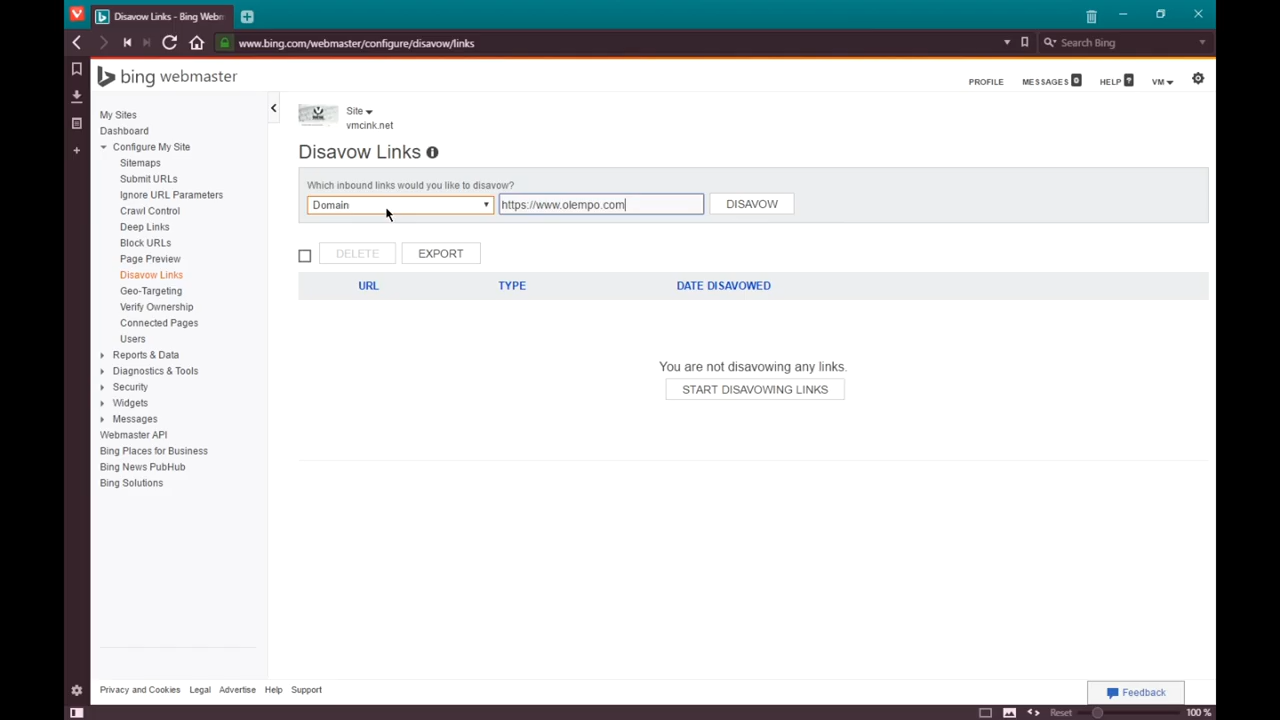 Disavow Links - Bing Webm
www.bing.com/webmaster/configure/disavow/links
Search Bing
bing webmaster
PROFILE
MESSAGES 0
HELP ?
VM
My Sites
Dashboard
Configure My Site
Sitemaps
Submit URLs
Ignore URL Parameters
Crawl Control
Deep Links
Block URLs
Page Preview
Disavow Links
Geo-Targeting
Verify Ownership
Connected Pages
Users
Reports & Data
Diagnostics & Tools
Security
Widgets
Messages
Webmaster API
Bing Places for Business
Bing News PubHub
Bing Solutions
Site
vmcink.net
Disavow Links
Which inbound links would you like to disavow?
Domain
https://www.olempo.com
DISAVOW
DELETE
EXPORT
URL
TYPE
DATE DISAVOWED
You are not disavowing any links.
START DISAVOWING LINKS
Privacy and Cookies
Legal
Advertise
Help
Support
Feedback
Reset
100 %